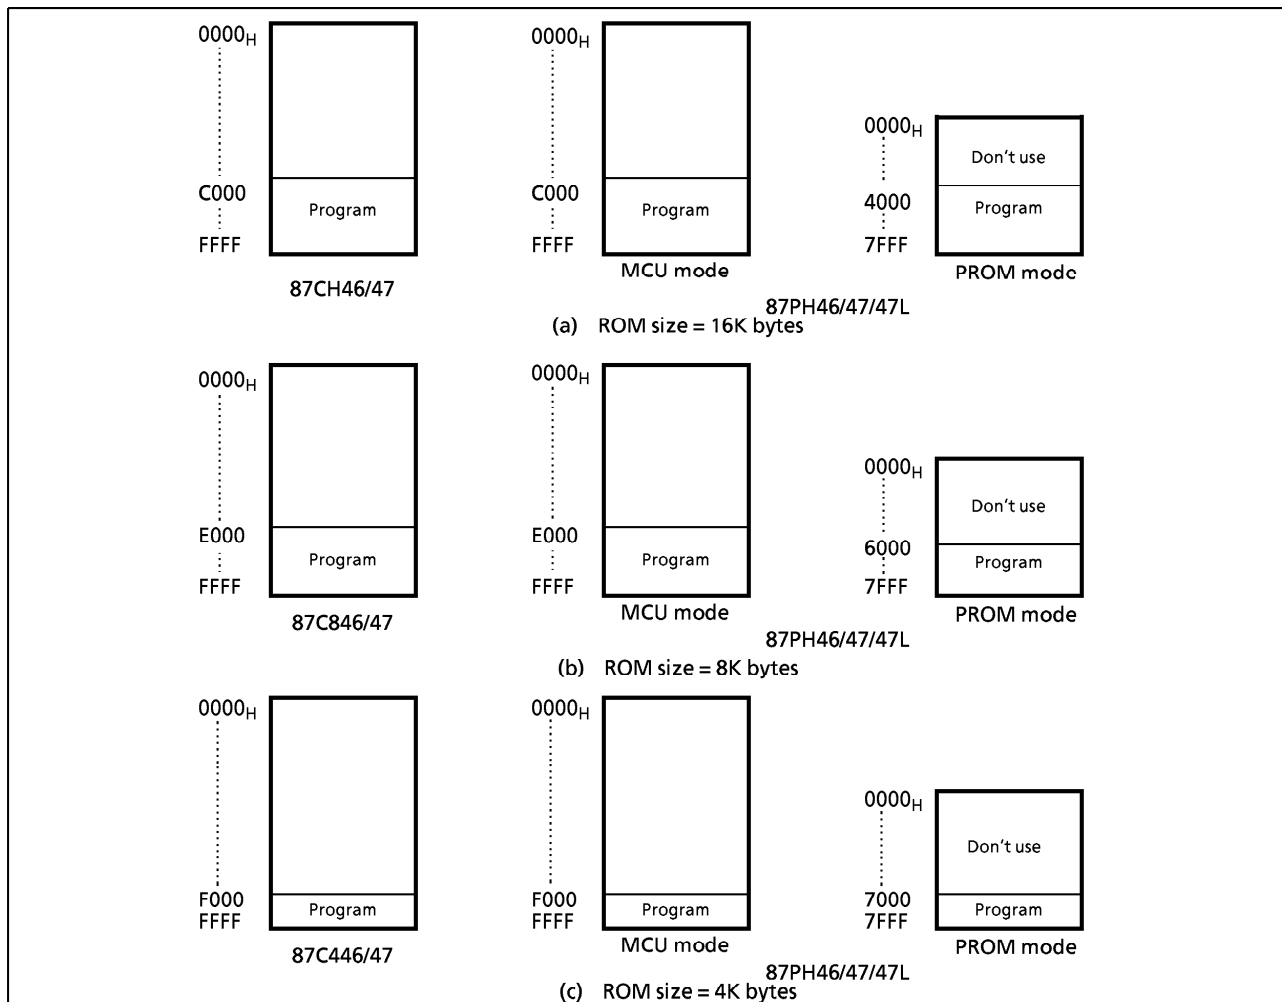 0000H
C000
FFFF
Program
87CH46/47
0000H
C000
FFFF
Program
MCU mode
0000H
4000
7FFF
Don't use
Program
PROM mode
87PH46/47/47L
(a) ROM size = 16K bytes
0000H
E000
FFFF
Program
87C846/47
0000H
E000
FFFF
Program
MCU mode
0000H
6000
7FFF
Don't use
Program
PROM mode
87PH46/47/47L
(b) ROM size = 8K bytes
0000H
F000
FFFF
Program
87C446/47
0000H
F000
FFFF
Program
MCU mode
0000H
7000
7FFF
Don't use
Program
PROM mode
87PH46/47/47L
(c) ROM size = 4K bytes